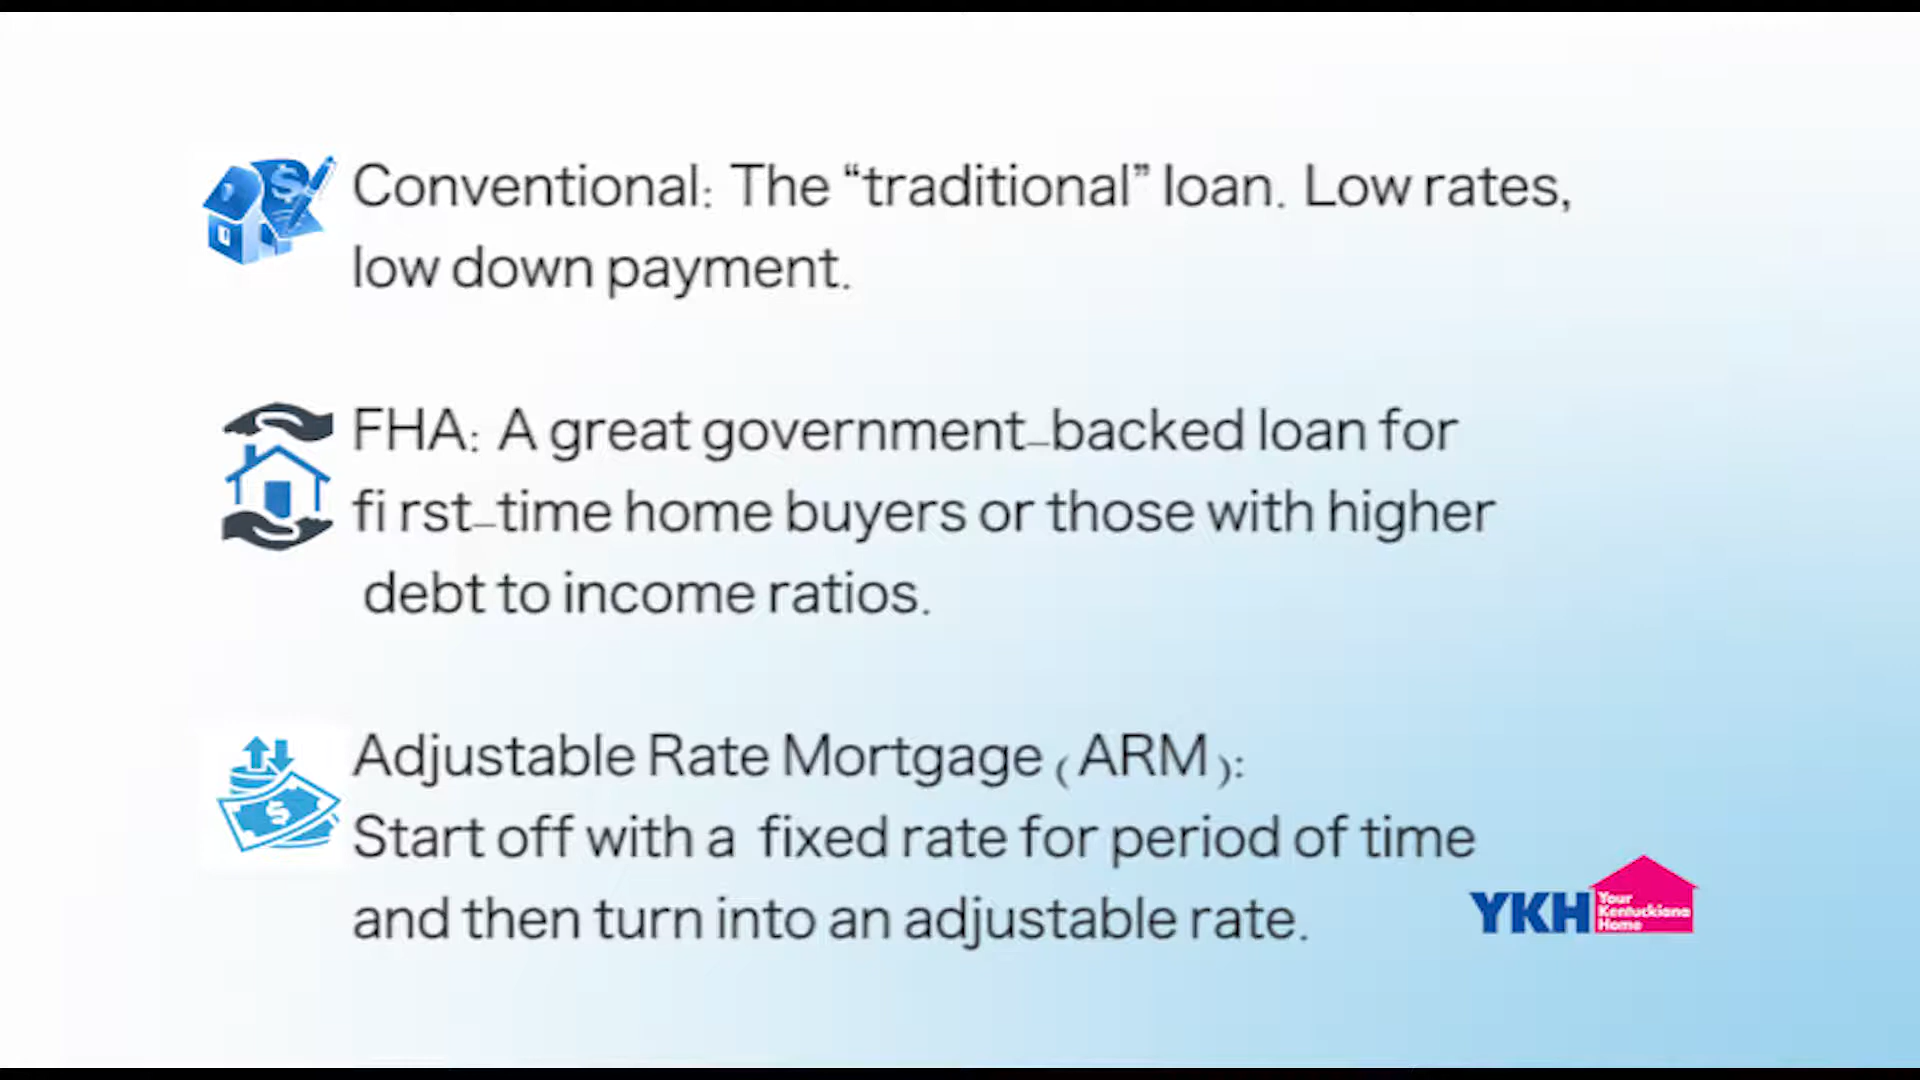 Conventional: The “traditional” loan. Low rates,
low down payment.
FHA: A great government-backed loan for
fi rst-time home buyers or those with higher
debt to income ratios.
Adjustable Rate Mortgage (ARM):
Start off with a fixed rate for period of time
and then turn into an adjustable rate.
YKH Your
Kentuckiana
Home